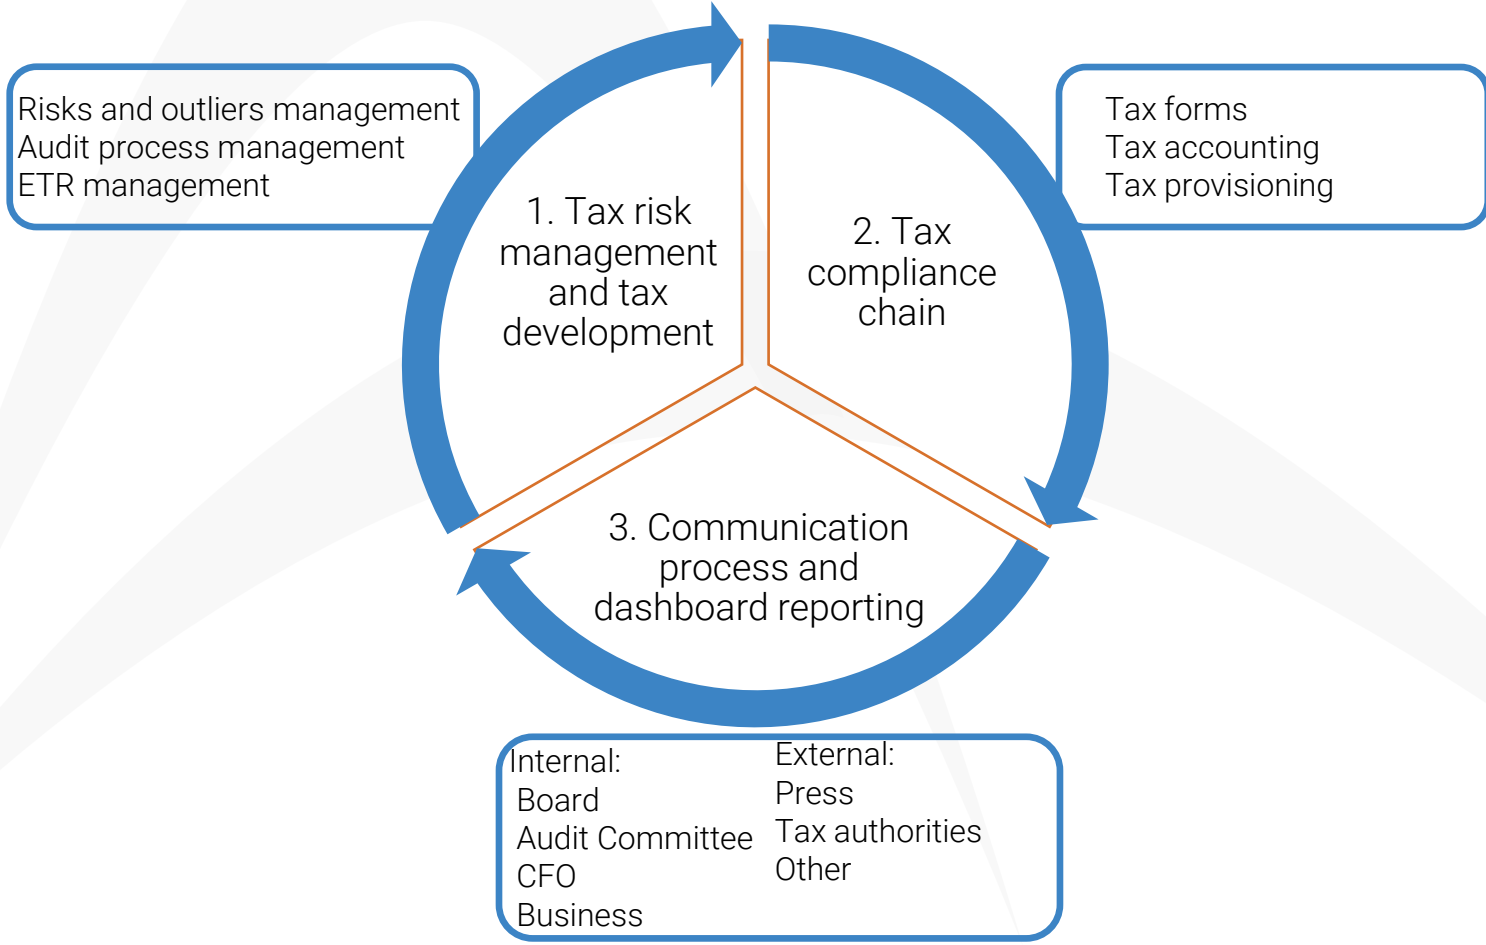 Risks and outliers management
Audit process management
ETR management
1. Tax risk
management
and tax
development
2. Tax
compliance
chain
Tax forms
Tax accounting
Tax provisioning
3. Communication
process and
dashboard reporting
Internal:
Board
Audit Committee
CFO
Business
External:
Press
Tax authorities
Other